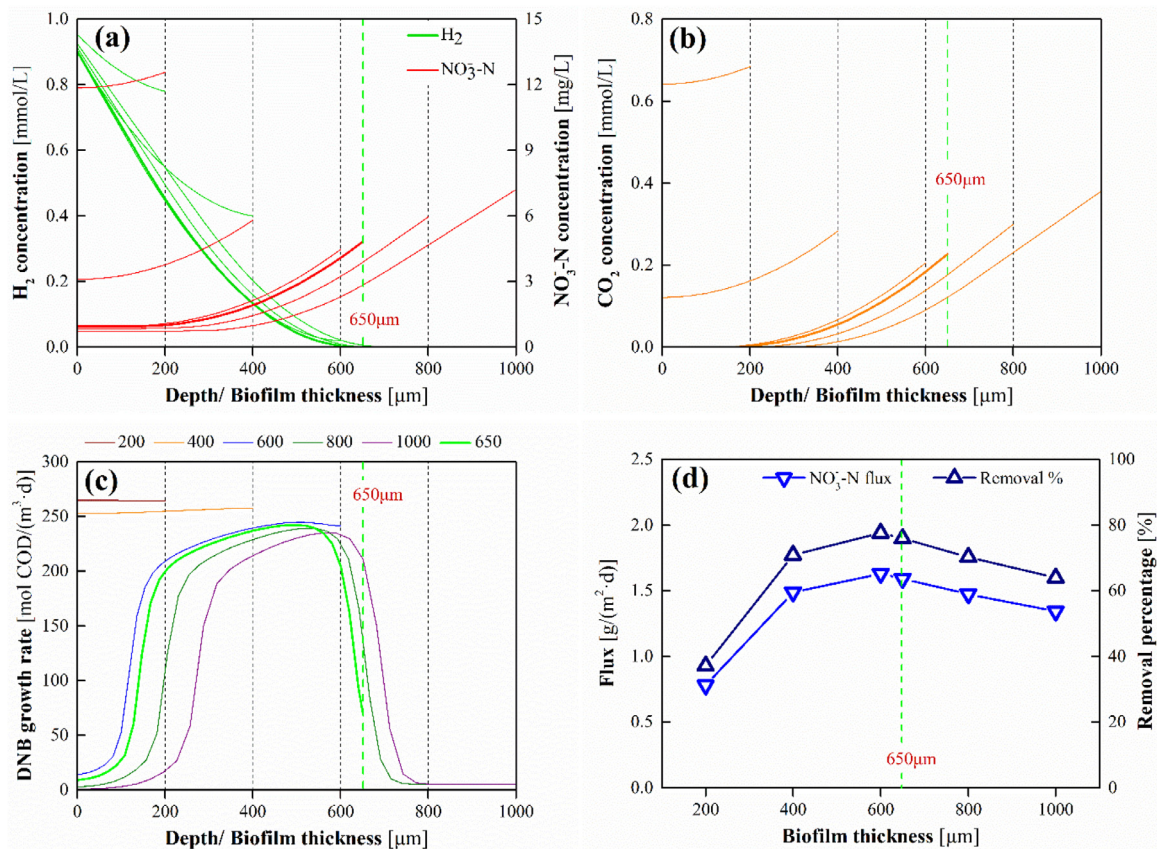 (a)
H₂
NO₃⁻-N
650μm
1.0
0.8
0.6
0.4
0.2
0.0
H₂ concentration [mmol/L]
15
12
9
6
3
0
NO₃⁻-N concentration [mg/L]
0 200 400 600 800 1000
Depth/ Biofilm thickness [μm]
(b)
650μm
0.8
0.6
0.4
0.2
0.0
CO₂ concentration [mmol/L]
0 200 400 600 800 1000
Depth/ Biofilm thickness [μm]
200 400 600 800 1000 650
(c)
650μm
300
250
200
150
100
50
0
DNB growth rate [mol COD/(m³·d)]
0 200 400 600 800 1000
Depth/ Biofilm thickness [μm]
(d)
NO₃⁻-N flux Removal %
650μm
2.5
2.0
1.5
1.0
0.5
0.0
Flux [g/(m²·d)]
100
80
60
40
20
0
Removal percentage [%]
200 400 600 800 1000
Biofilm thickness [μm]